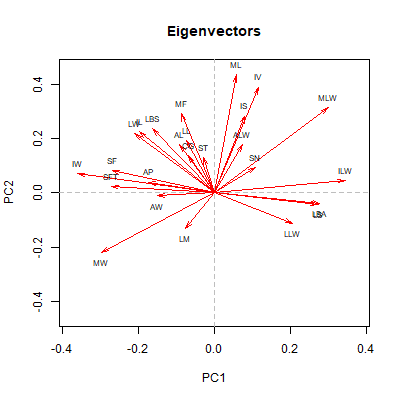 Eigenvectors
ML
IV
MLW
MF
IS
LBS
IL
LW
LL
AL
ALW
ST
SN
IW
SF
AP
ILW
SFT
AW
LBA
LLW
LM
MW
PC2
-0.4
-0.2
0.0
0.2
0.4
-0.4
-0.2
0.0
0.2
0.4
PC1